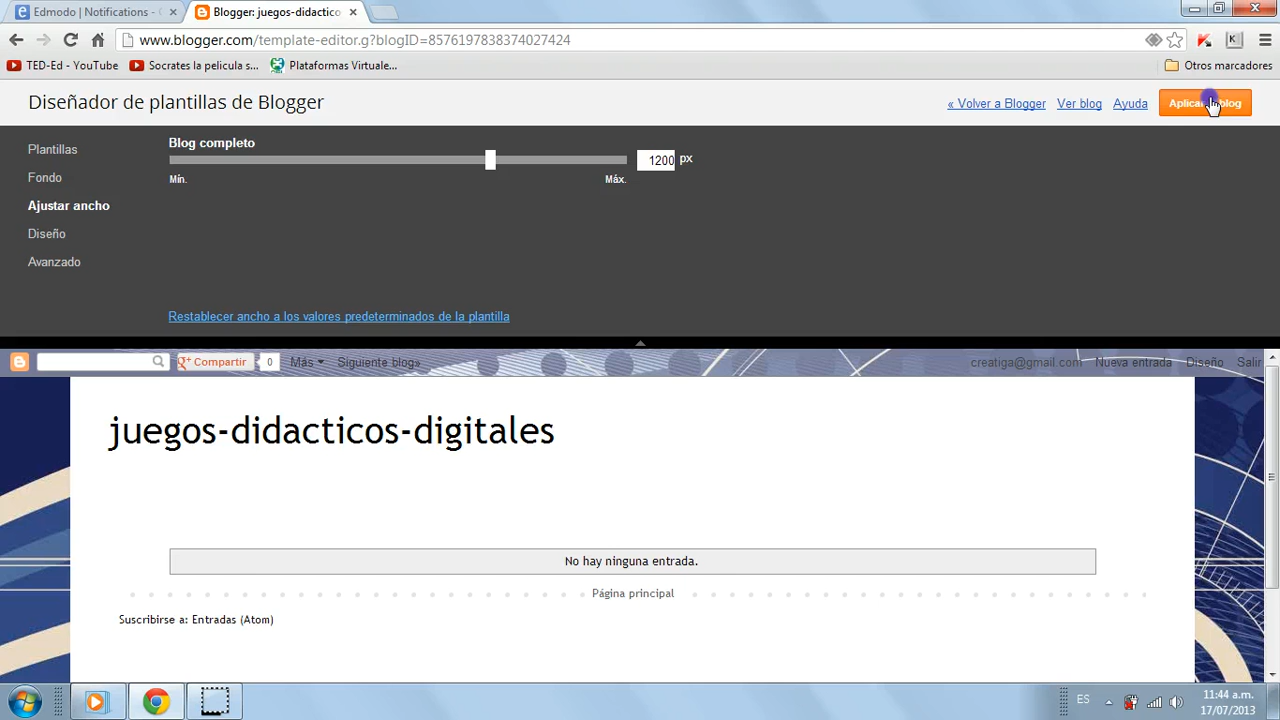 Edmodo | Notifications -
Blogger: juegos-didactico
www.blogger.com/template-editor.g?blogID=8576197838374027424
TED-Ed - YouTube
Socrates la pelicula s...
Plataformas Virtuale...
Otros marcadores
Diseñador de plantillas de Blogger
« Volver a Blogger
Ver blog
Ayuda
Plantillas
Fondo
Ajustar ancho
Diseño
Avanzado
Blog completo
1200 px
Mín.
Máx.
Restablecer ancho a los valores predeterminados de la plantilla
Compartir
0
Más
Siguiente blog»
creatiga@gmail.com
Nueva entrada
Diseño
Salir
juegos-didacticos-digitales
No hay ninguna entrada.
Página principal
Suscribirse a: Entradas (Atom)
ES
11:44 a.m.
17/07/2013